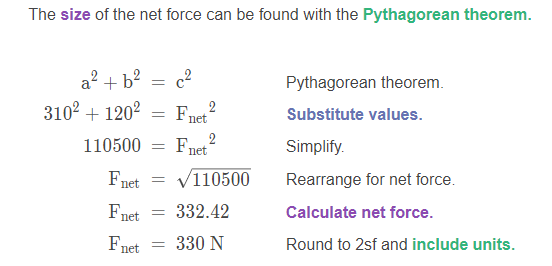 The size of the net force can be found with the Pythagorean theorem.
a² + b² = c² Pythagorean theorem.
310² + 120² = F_net² Substitute values.
110500 = F_net² Simplify.
F_net = √110500 Rearrange for net force.
F_net = 332.42 Calculate net force.
F_net = 330 N Round to 2sf and include units.